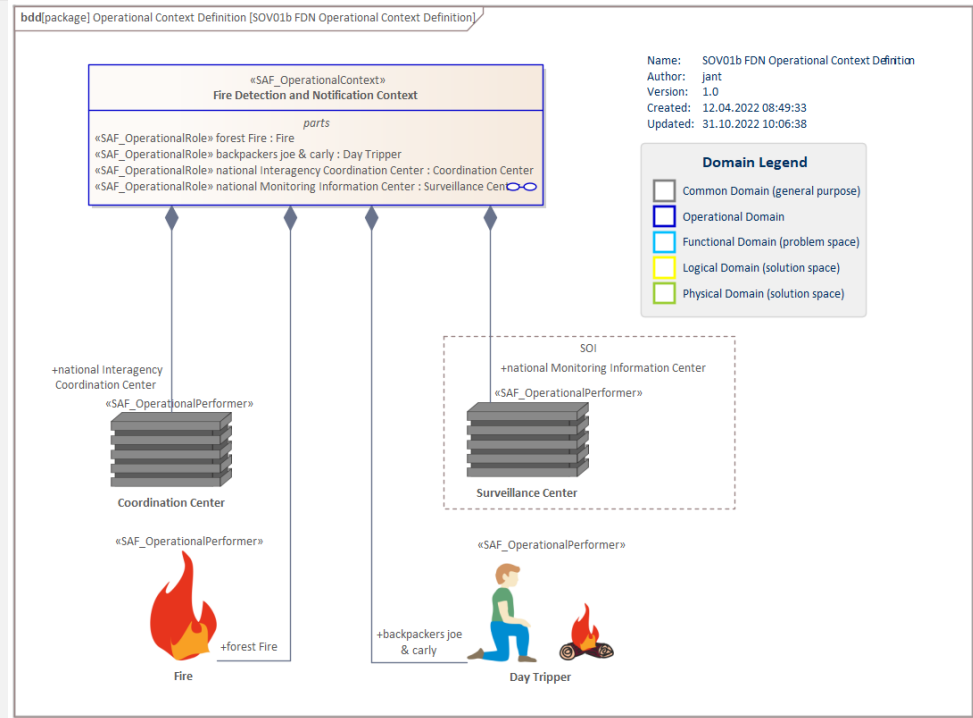 bdd[package] Operational Context Definition [SOV01b FDN Operational Context Definition]
«SAF_OperationalContext»
Fire Detection and Notification Context
parts
«SAF_OperationalRole» forest Fire : Fire
«SAF_OperationalRole» backpackers joe & carly : Day Tripper
«SAF_OperationalRole» national Interagency Coordination Center : Coordination Center
«SAF_OperationalRole» national Monitoring Information Center : Surveillance Cent
Name: SOV01b FDN Operational Context Definition
Author: jant
Version: 1.0
Created: 12.04.2022 08:49:33
Updated: 31.10.2022 10:06:38
Domain Legend
Common Domain (general purpose)
Operational Domain
Functional Domain (problem space)
Logical Domain (solution space)
Physical Domain (solution space)
+national Interagency
Coordination Center
«SAF_OperationalPerformer»
Coordination Center
SOI
+national Monitoring Information Center
«SAF_OperationalPerformer»
Surveillance Center
«SAF_OperationalPerformer»
+forest Fire
Fire
«SAF_OperationalPerformer»
+backpackers joe
& carly
Day Tripper